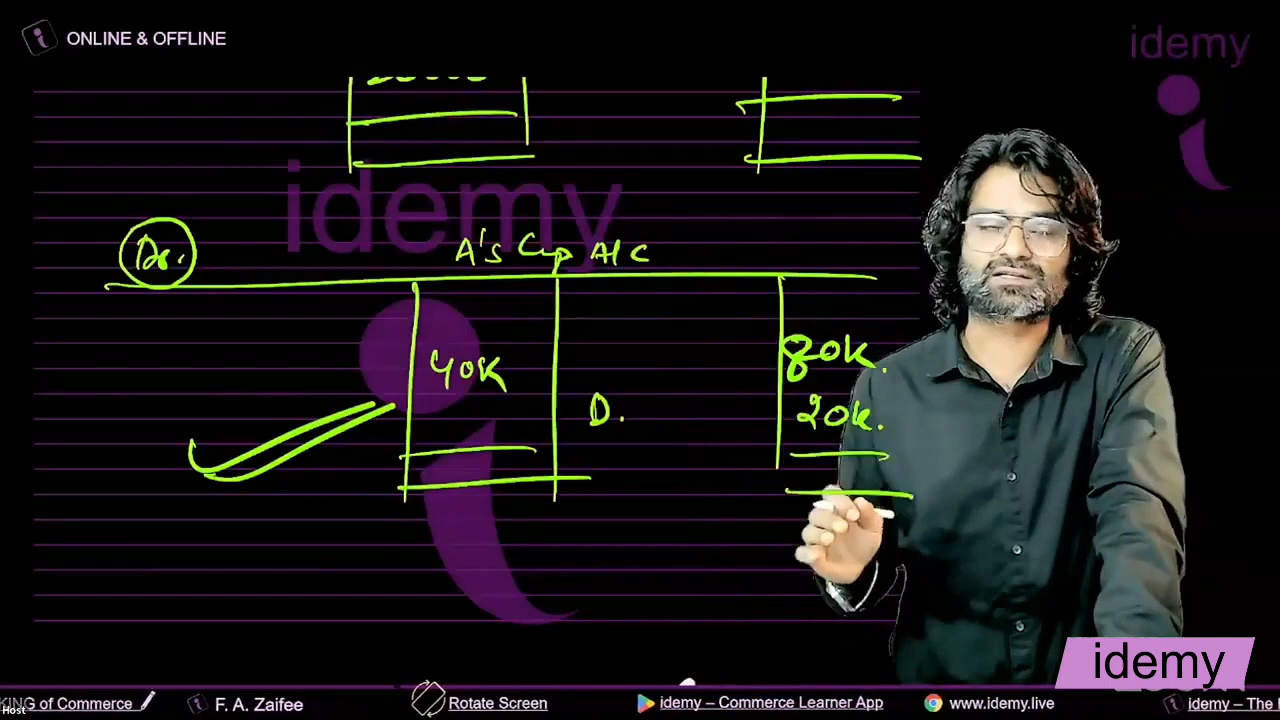 ONLINE & OFFLINE
idemy
idemy
Dr.
A's Cap A/C
40K
80K.
D.
20K.
idemy
KING of Commerce
Host
F. A. Zaifee
Rotate Screen
idemy – Commerce Learner App
www.idemy.live
idemy – The